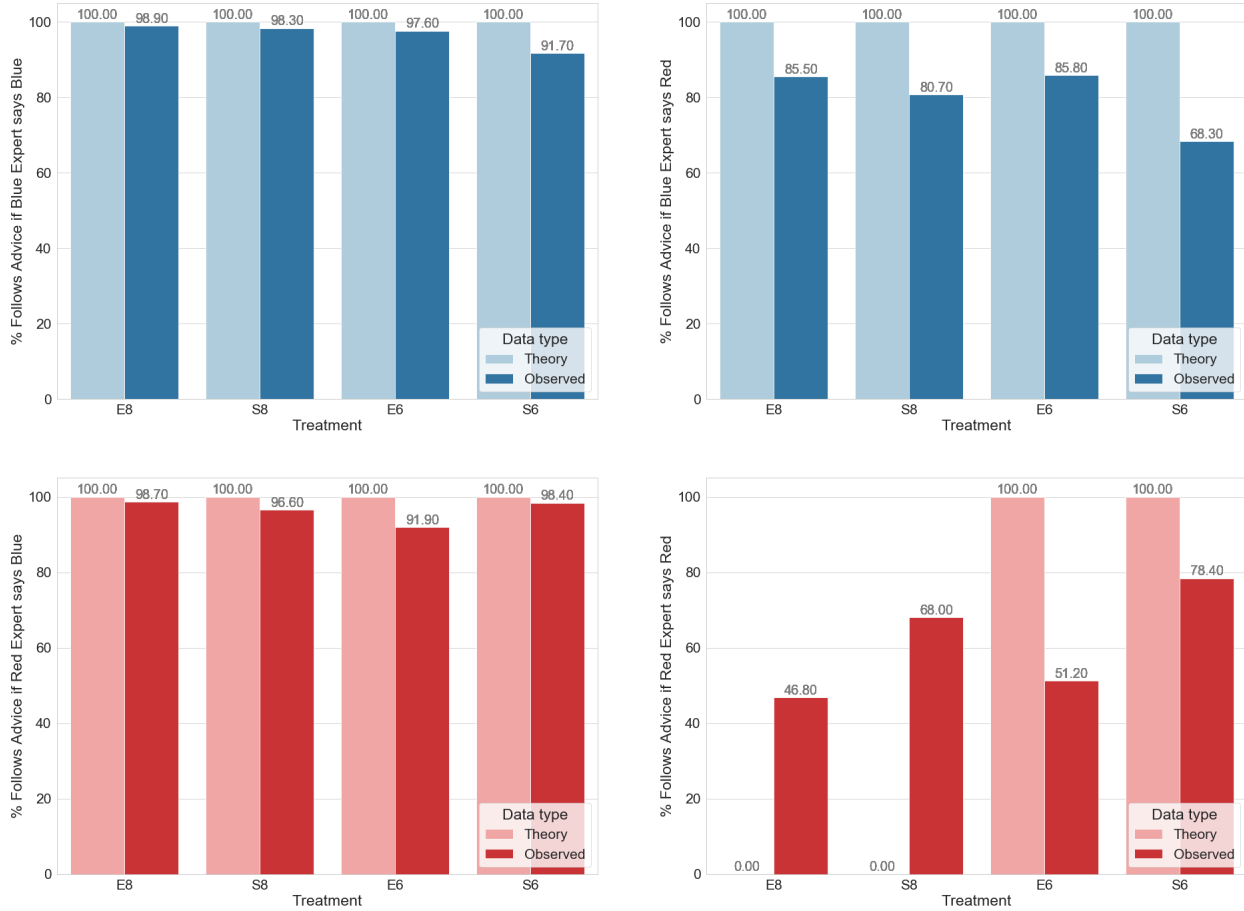 % Follows Advice if Blue Expert says Blue
100
80
60
40
20
0
100.00 98.90 100.00 98.30 100.00 97.60 100.00 91.70
Data type
Theory
Observed
E8 S8 E6 S6
Treatment
% Follows Advice if Blue Expert says Red
100
80
60
40
20
0
100.00 85.50 100.00 80.70 100.00 85.80 100.00 68.30
Data type
Theory
Observed
E8 S8 E6 S6
Treatment
% Follows Advice if Red Expert says Blue
100
80
60
40
20
0
100.00 98.70 100.00 96.60 100.00 91.90 100.00 98.40
Data type
Theory
Observed
E8 S8 E6 S6
Treatment
% Follows Advice if Red Expert says Red
100
80
60
40
20
0
0.00 46.80 0.00 68.00 100.00 51.20 100.00 78.40
Data type
Theory
Observed
E8 S8 E6 S6
Treatment